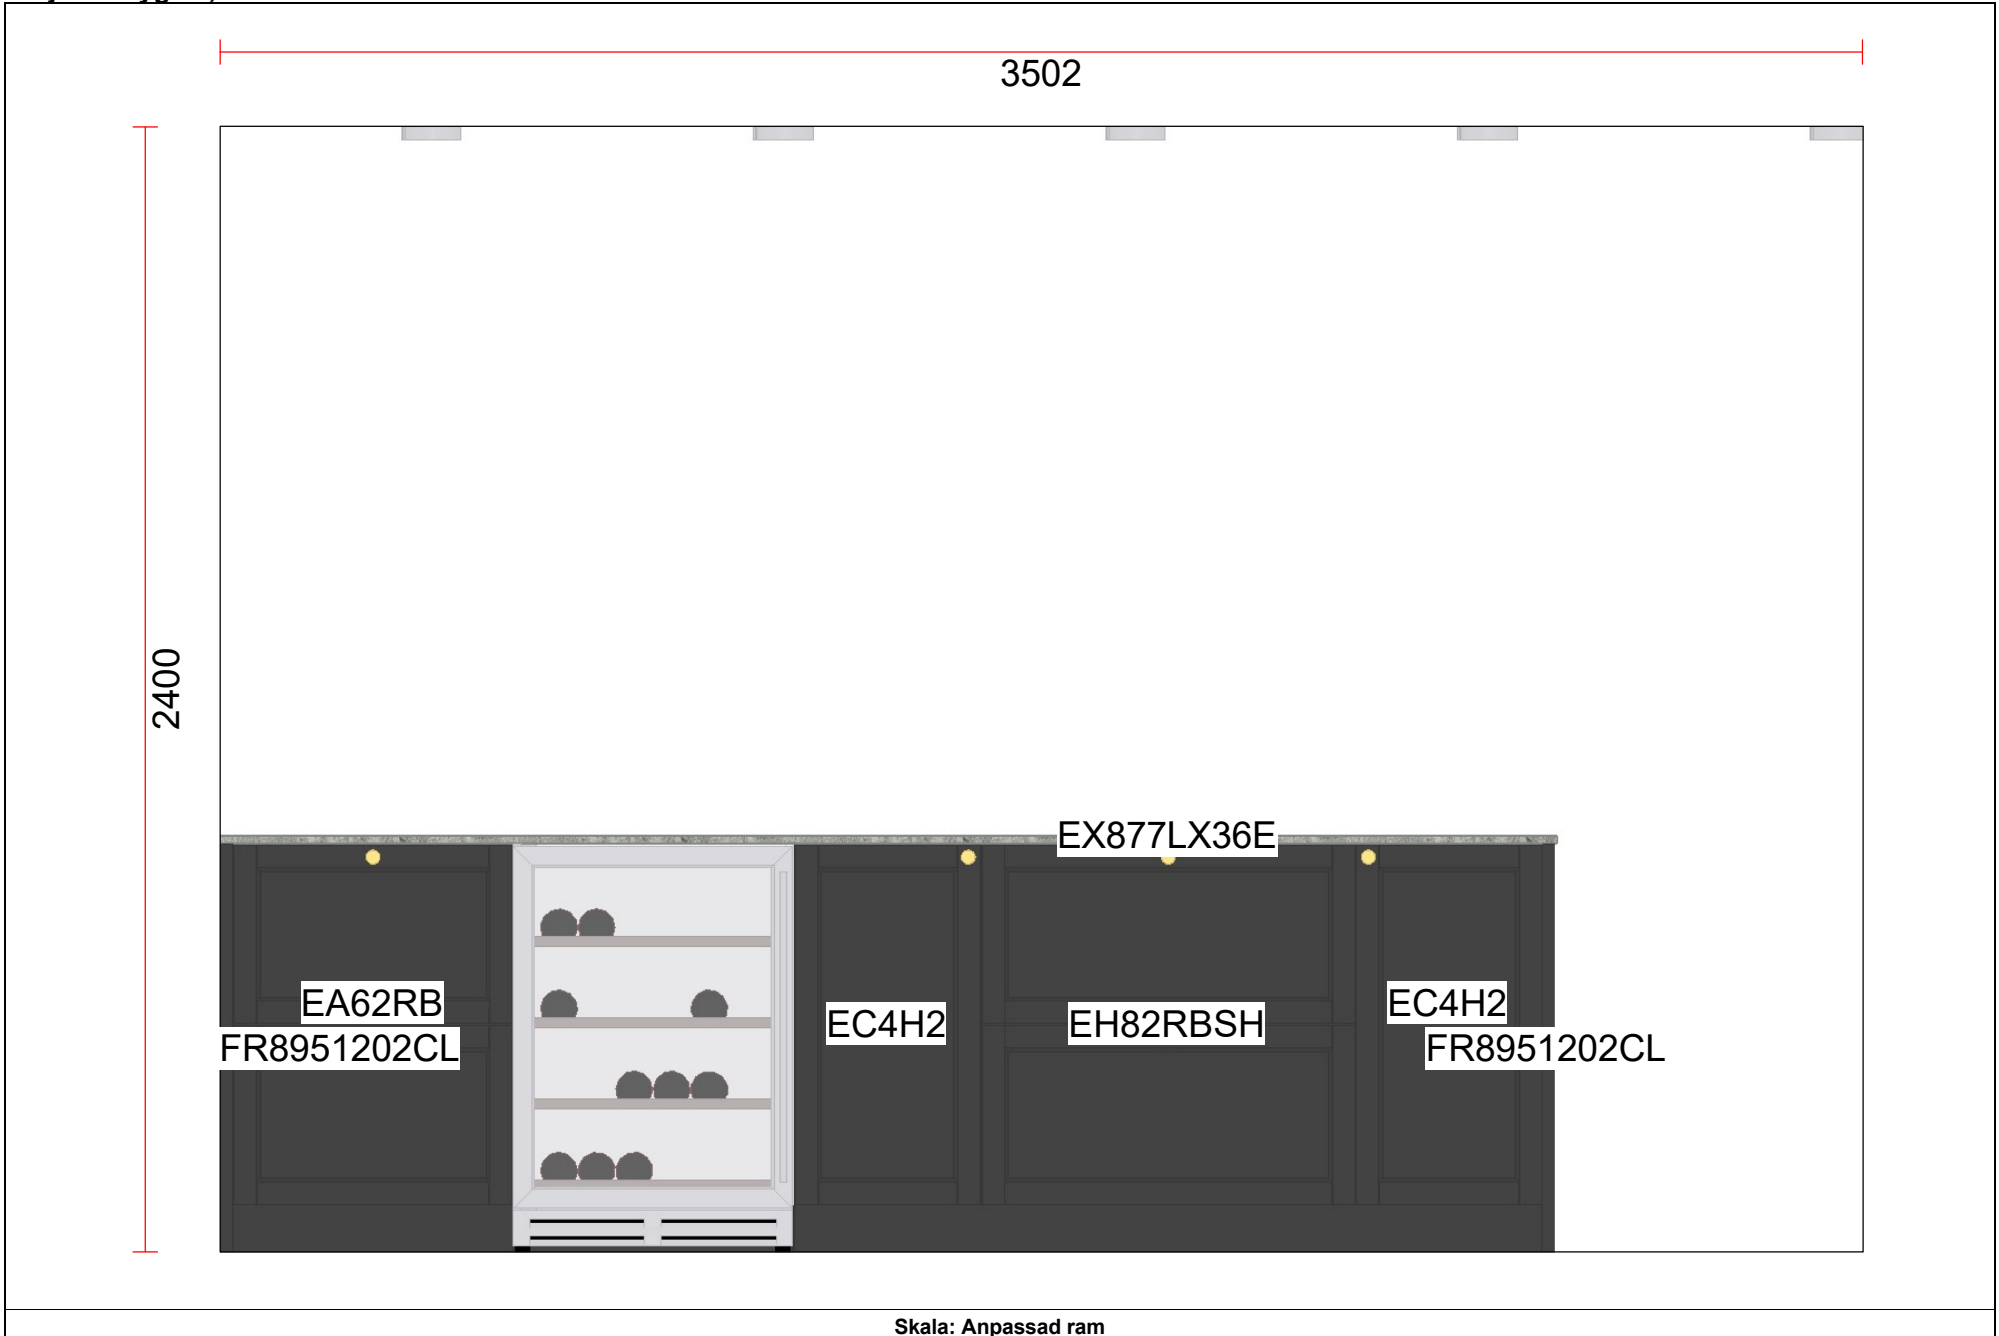 3502
2400
EX877LX36E
EA62RB
FR8951202CL
EC4H2
EH82RBSH
EC4H2
FR8951202CL
Skala: Anpassad ram